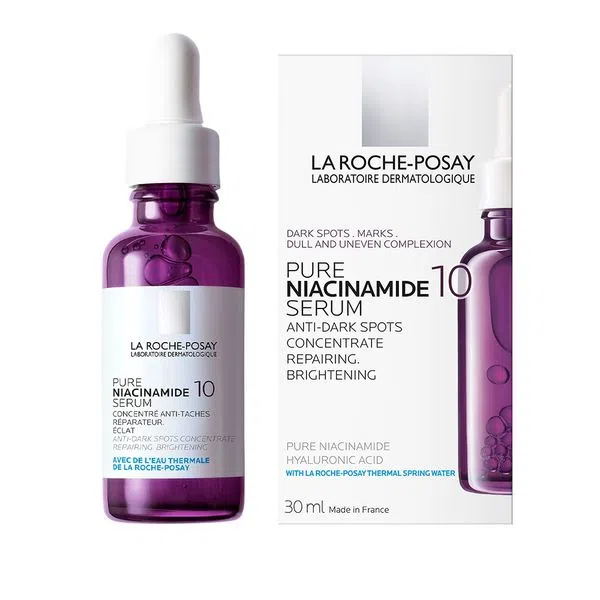 LA ROCHE-POSAY
LABORATOIRE DERMATOLOGIQUE
PURE
NIACINAMIDE 10
SERUM
CONCENTRÉ ANTI-TACHES
RÉPARATEUR.
ÉCLAT
ANTI-DARK SPOTS CONCENTRATE
REPAIRING. BRIGHTENING
AVEC DE L'EAU THERMALE
DE LA ROCHE-POSAY
LA ROCHE-POSAY
LABORATOIRE DERMATOLOGIQUE
DARK SPOTS . MARKS .
DULL AND UNEVEN COMPLEXION
PURE
NIACINAMIDE 10
SERUM
ANTI-DARK SPOTS
CONCENTRATE
REPAIRING.
BRIGHTENING
PURE NIACINAMIDE
HYALURONIC ACID
WITH LA ROCHE-POSAY THERMAL SPRING WATER
30 ml Made in France